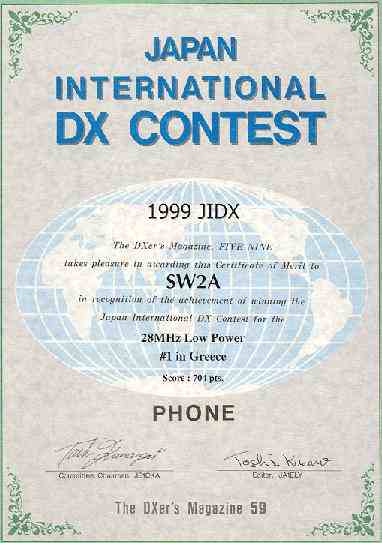 JAPAN
INTERNATIONAL
DX CONTEST
1999 JIDX
The DXer's Magazine, FIVE NINE
takes pleasure in awarding this Certificate of Merit to
SW2A
in recognition of the achievement of winning the
Japan International DX Contest for the
28MHz Low Power
#1 in Greece
Score : 704 pts.
PHONE
Committee Chairman,
Editor,
The DXer's Magazine 59